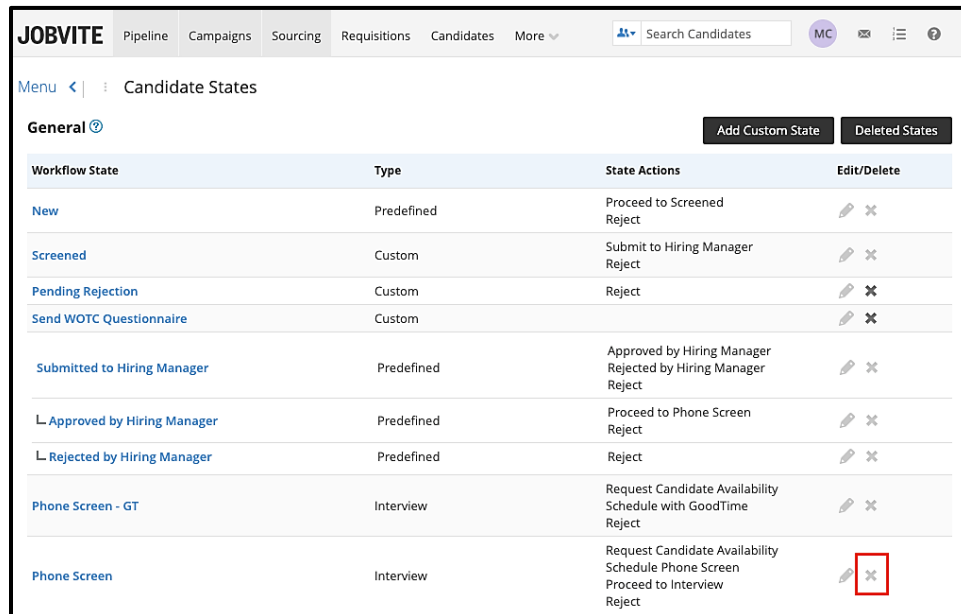 JOBVITE Pipeline Campaigns Sourcing Requisitions Candidates More Search Candidates MC
Menu Candidate States
General
Add Custom State Deleted States
Workflow State Type State Actions Edit/Delete
New Predefined Proceed to Screened
Reject
Screened Custom Submit to Hiring Manager
Reject
Pending Rejection Custom Reject
Send WOTC Questionnaire Custom
Submitted to Hiring Manager Predefined Approved by Hiring Manager
Rejected by Hiring Manager
Reject
Approved by Hiring Manager Predefined Proceed to Phone Screen
Reject
Rejected by Hiring Manager Predefined Reject
Phone Screen - GT Interview Request Candidate Availability
Schedule with GoodTime
Reject
Phone Screen Interview Request Candidate Availability
Schedule Phone Screen
Proceed to Interview
Reject